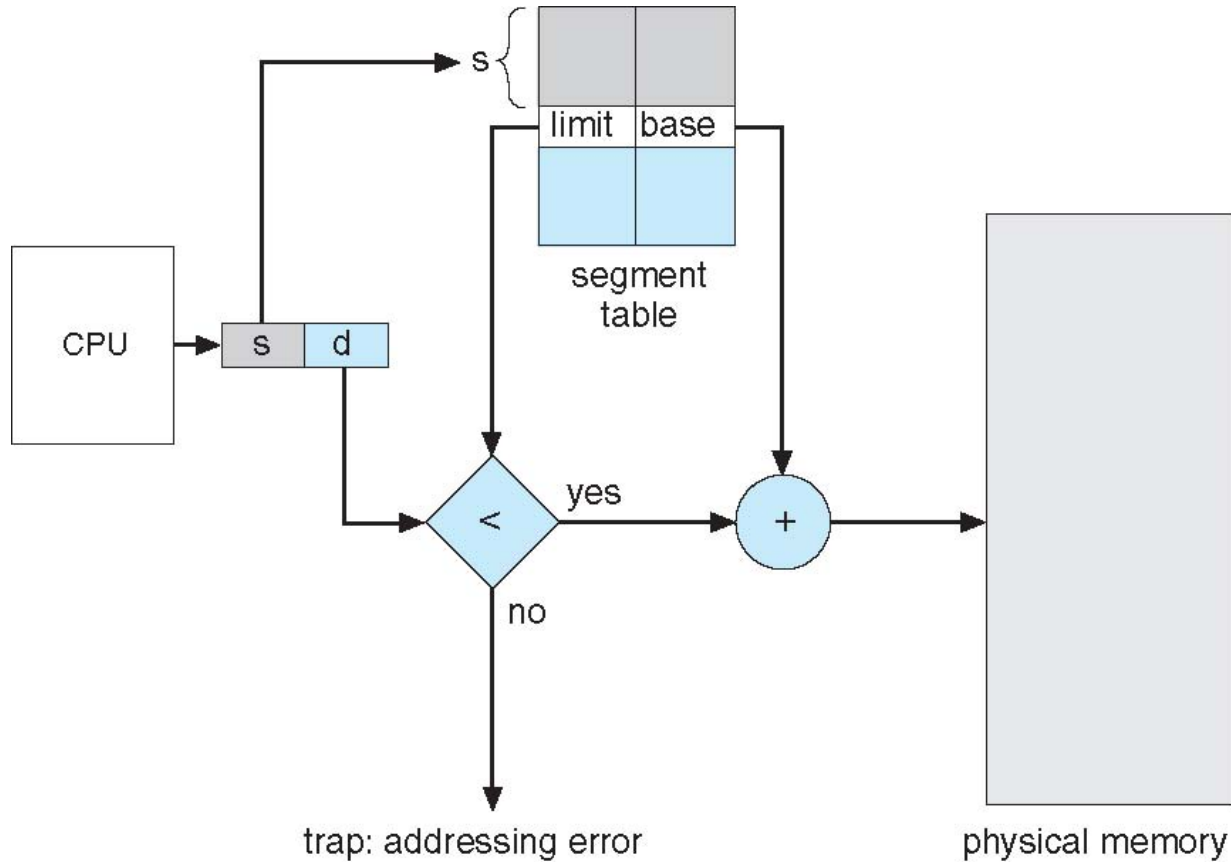 s
limit base
segment
table
CPU
s d
<
yes
+
no
trap: addressing error
physical memory